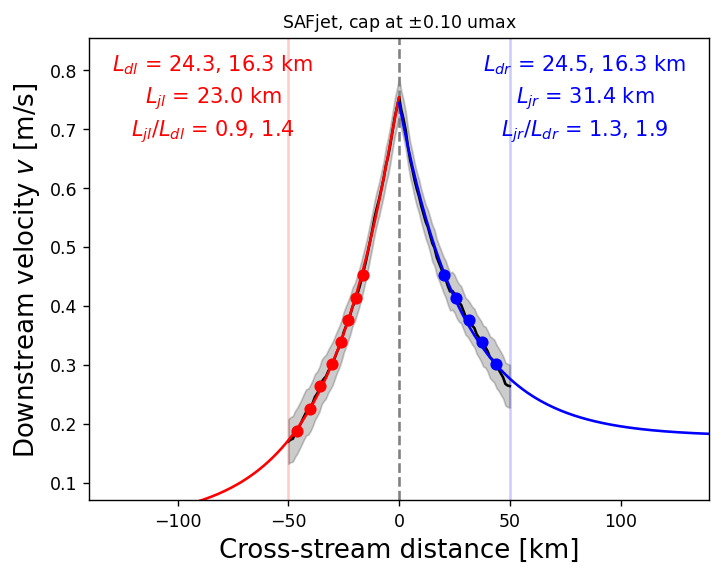 SAFjet, cap at ±0.10 umax
L_dl = 24.3, 16.3 km
L_jl = 23.0 km
L_jl/L_dl = 0.9, 1.4
L_dr = 24.5, 16.3 km
L_jr = 31.4 km
L_jr/L_dr = 1.3, 1.9
Downstream velocity v [m/s]
0.8
0.7
0.6
0.5
0.4
0.3
0.2
0.1
−100
−50
0
50
100
Cross-stream distance [km]